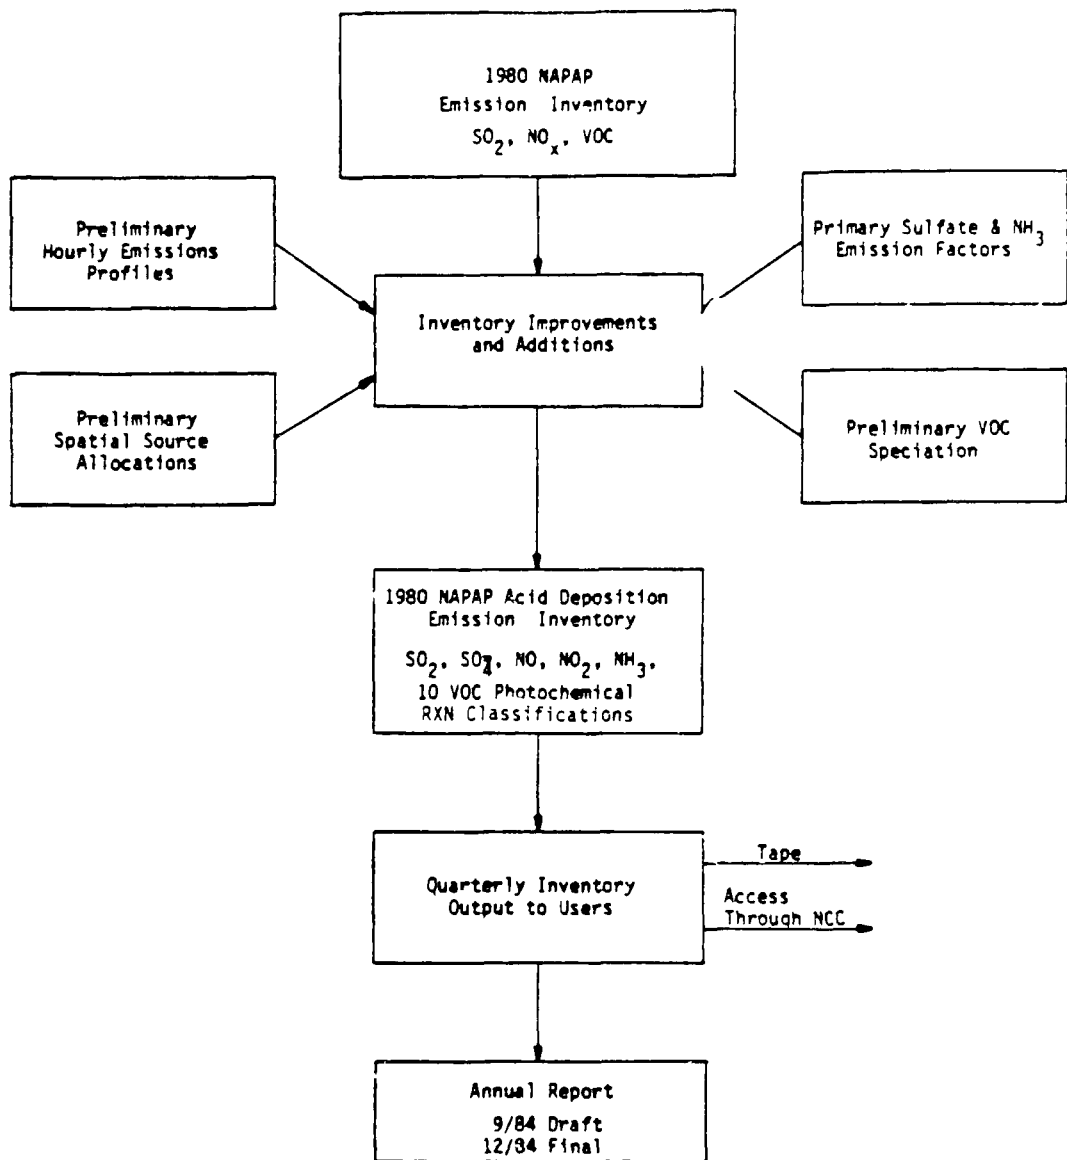 1980 NAPAP
Emission Inventory
SO₂, NOₓ, VOC
Preliminary
Hourly Emissions
Profiles
Primary Sulfate & NH₃
Emission Factors
Inventory Improvements
and Additions
Preliminary
Spatial Source
Allocations
Preliminary VOC
Speciation
1980 NAPAP Acid Deposition
Emission Inventory
SO₂, SO₄⁼, NO, NO₂, NH₃,
10 VOC Photochemical
RXN Classifications
Quarterly Inventory
Output to Users
Tape
Access
Through NCC
Annual Report
9/84 Draft
12/84 Final